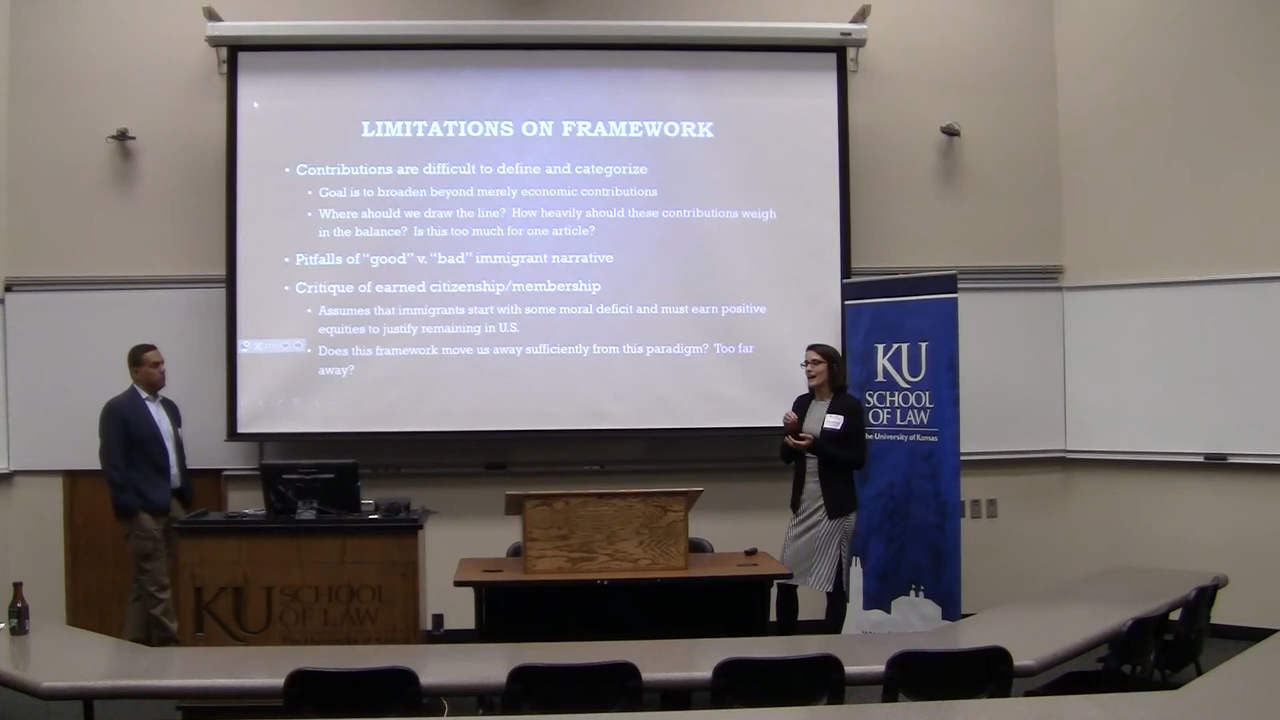 LIMITATIONS ON FRAMEWORK
• Contributions are difficult to define and categorize
• Goal is to broaden beyond merely economic contributions
• Where should we draw the line? How heavily should these contributions weigh
in the balance? Is this too much for one article?
• Pitfalls of “good” v. “bad” immigrant narrative
• Critique of earned citizenship/membership
• Assumes that immigrants start with some moral deficit and must earn positive
equities to justify remaining in U.S.
• Does this framework move us away sufficiently from this paradigm? Too far
away?
KU
SCHOOL
OF LAW
The University of Kansas
KU SCHOOL
OF LAW
The University of Kansas